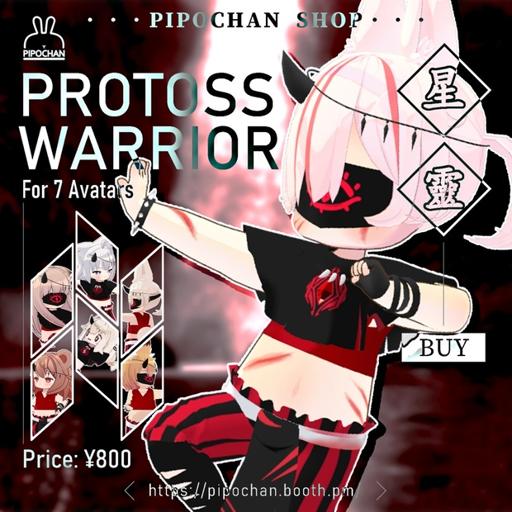 PIPOCHAN SHOP
PIPOCHAN
PROTOSS
WARRIOR
For 7 Avatars
星
靈
BUY
Price: ¥800
https://pipochan.booth.pm